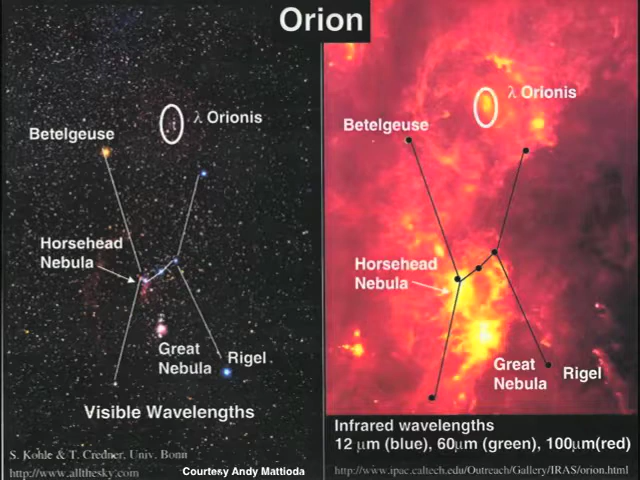 Orion
λ Orionis
Betelgeuse
Horsehead
Nebula
Great
Nebula
Rigel
Visible Wavelengths
S. Kohle & T. Credner, Univ. Bonn
http://www.allthesky.com
Courtesy Andy Mattioda
λ Orionis
Betelgeuse
Horsehead
Nebula
Great
Nebula
Rigel
Infrared wavelengths
12 μm (blue), 60μm (green), 100μm(red)
http://www.ipac.caltech.edu/Outreach/Gallery/IRAS/orion.html